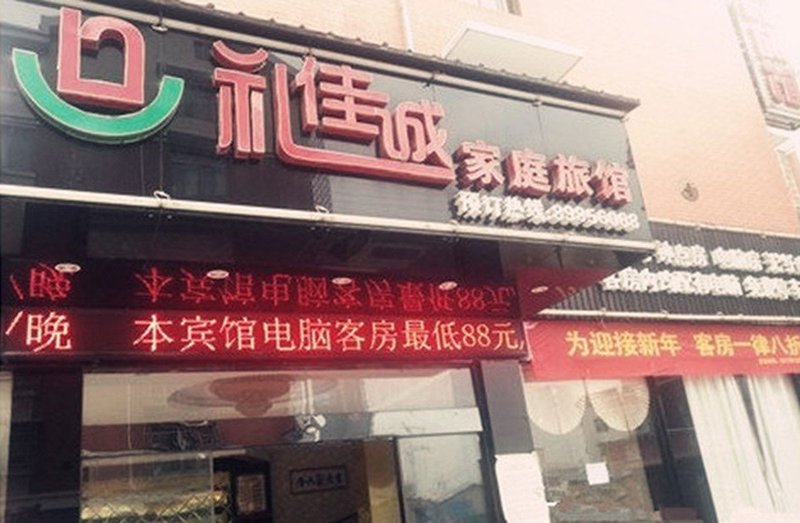 礼佳诚
家庭旅馆
预订热线:89956088
/晚 本宾馆电脑客房最低88元,
为迎接新年 客房一律八折